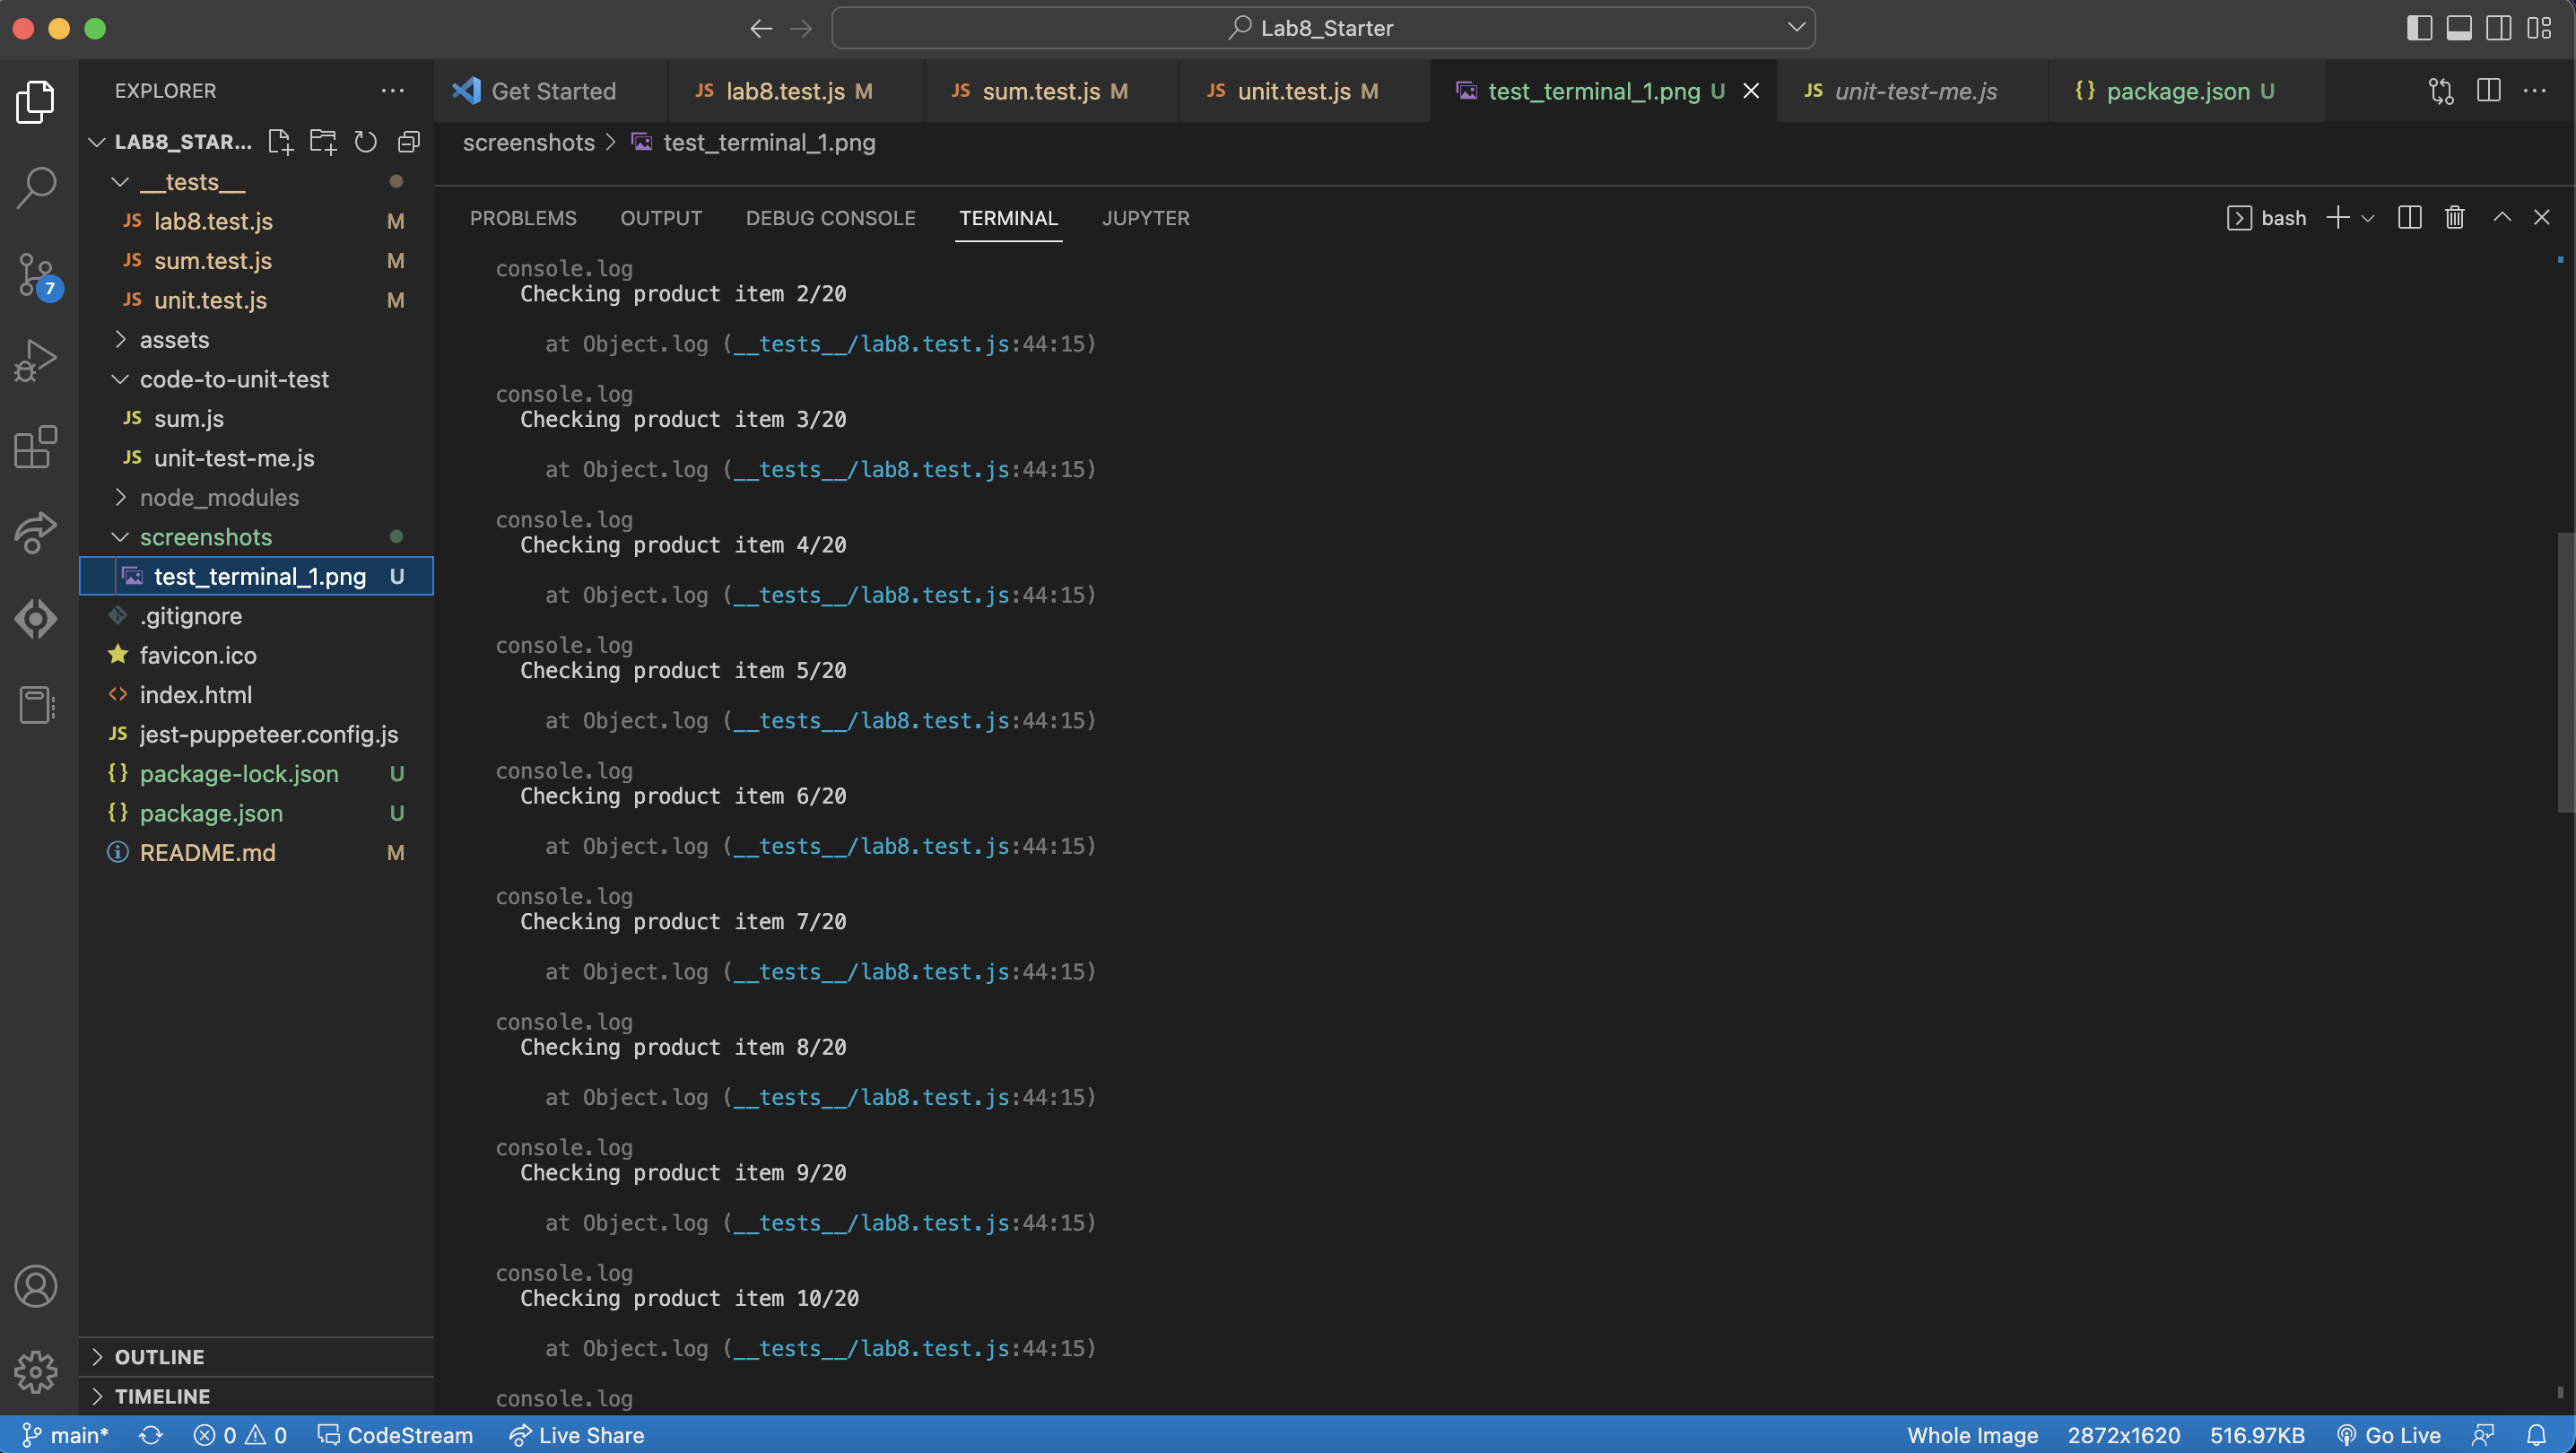 Lab8_Starter
EXPLORER
Get Started
JS lab8.test.js M
JS sum.test.js M
JS unit.test.js M
test_terminal_1.png U
JS unit-test-me.js
{} package.json U
LAB8_STAR...
__tests__
JS lab8.test.js M
JS sum.test.js M
JS unit.test.js M
assets
code-to-unit-test
JS sum.js
JS unit-test-me.js
node_modules
screenshots
test_terminal_1.png U
.gitignore
favicon.ico
<> index.html
JS jest-puppeteer.config.js
{} package-lock.json U
{} package.json U
README.md M
OUTLINE
TIMELINE
7
screenshots > test_terminal_1.png
PROBLEMS OUTPUT DEBUG CONSOLE TERMINAL JUPYTER
bash
console.log
Checking product item 2/20
at Object.log (__tests__/lab8.test.js:44:15)
console.log
Checking product item 3/20
at Object.log (__tests__/lab8.test.js:44:15)
console.log
Checking product item 4/20
at Object.log (__tests__/lab8.test.js:44:15)
console.log
Checking product item 5/20
at Object.log (__tests__/lab8.test.js:44:15)
console.log
Checking product item 6/20
at Object.log (__tests__/lab8.test.js:44:15)
console.log
Checking product item 7/20
at Object.log (__tests__/lab8.test.js:44:15)
console.log
Checking product item 8/20
at Object.log (__tests__/lab8.test.js:44:15)
console.log
Checking product item 9/20
at Object.log (__tests__/lab8.test.js:44:15)
console.log
Checking product item 10/20
at Object.log (__tests__/lab8.test.js:44:15)
console.log
main* 0 0 CodeStream Live Share
Whole Image 2872x1620 516.97KB Go Live